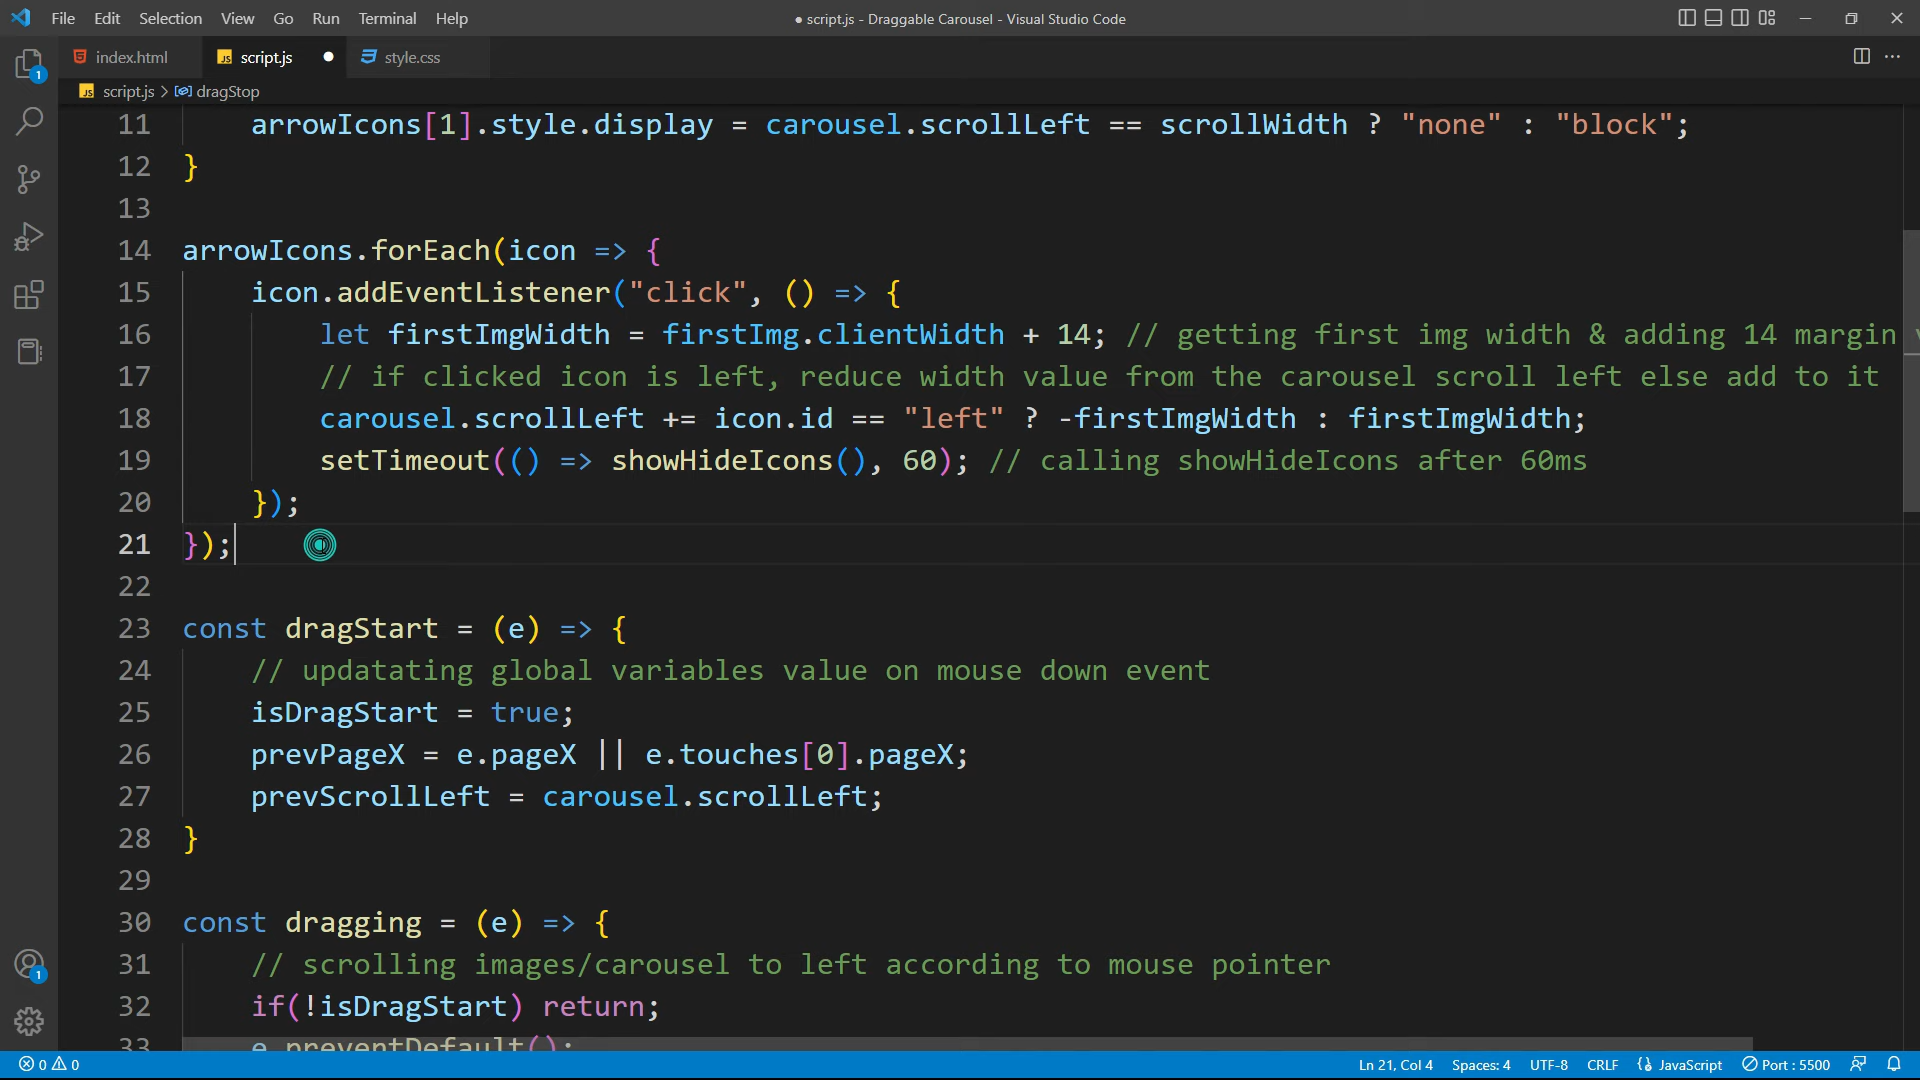 File Edit Selection View Go Run Terminal Help
● script.js - Draggable Carousel - Visual Studio Code
index.html script.js style.css
script.js > dragStop
11 arrowIcons[1].style.display = carousel.scrollLeft == scrollWidth ? "none" : "block";
12 }
13
14 arrowIcons.forEach(icon => {
15 icon.addEventListener("click", () => {
16 let firstImgWidth = firstImg.clientWidth + 14; // getting first img width & adding 14 margin
17 // if clicked icon is left, reduce width value from the carousel scroll left else add to it
18 carousel.scrollLeft += icon.id == "left" ? -firstImgWidth : firstImgWidth;
19 setTimeout(() => showHideIcons(), 60); // calling showHideIcons after 60ms
20 });
21 });
22
23 const dragStart = (e) => {
24 // updatating global variables value on mouse down event
25 isDragStart = true;
26 prevPageX = e.pageX || e.touches[0].pageX;
27 prevScrollLeft = carousel.scrollLeft;
28 }
29
30 const dragging = (e) => {
31 // scrolling images/carousel to left according to mouse pointer
32 if(!isDragStart) return;
33 e.preventDefault();
1
1
0 0 Ln 21, Col 4 Spaces: 4 UTF-8 CRLF JavaScript Port : 5500